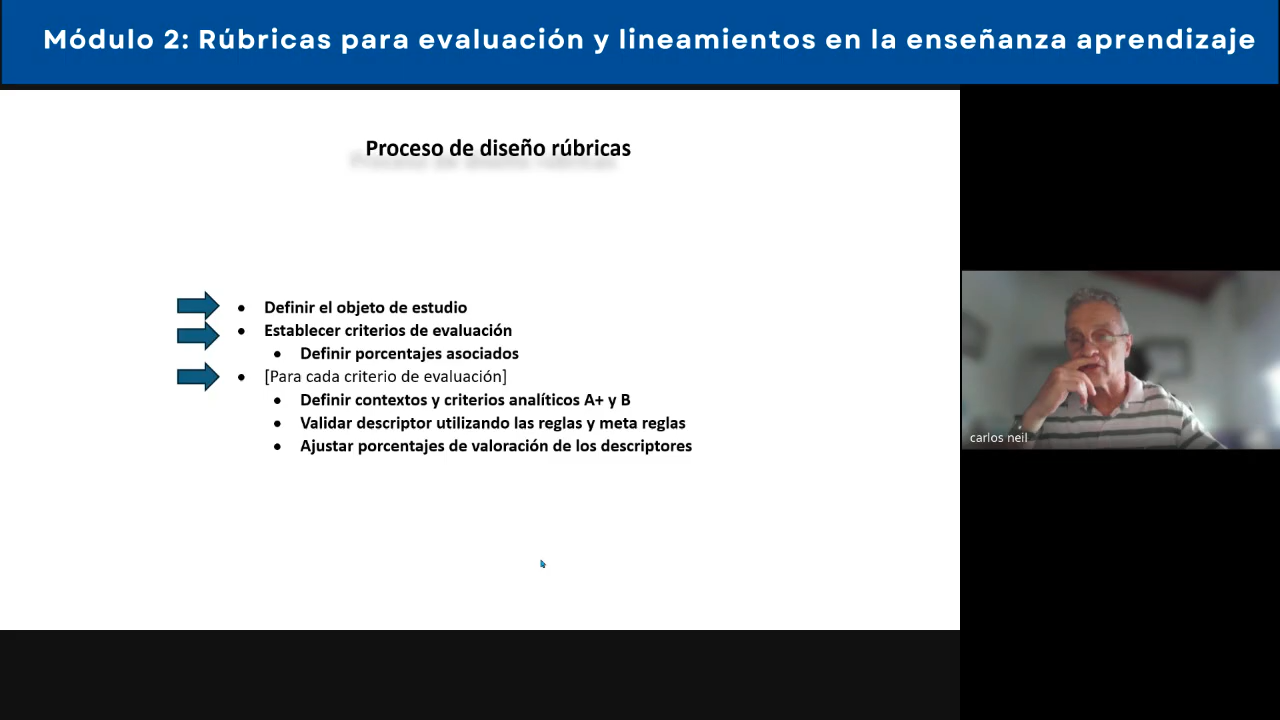 Módulo 2: Rúbricas para evaluación y lineamientos en la enseñanza aprendizaje
Proceso de diseño rúbricas
• Definir el objeto de estudio
• Establecer criterios de evaluación
• Definir porcentajes asociados
• [Para cada criterio de evaluación]
• Definir contextos y criterios analíticos A+ y B
• Validar descriptor utilizando las reglas y meta reglas
• Ajustar porcentajes de valoración de los descriptores
carlos neil